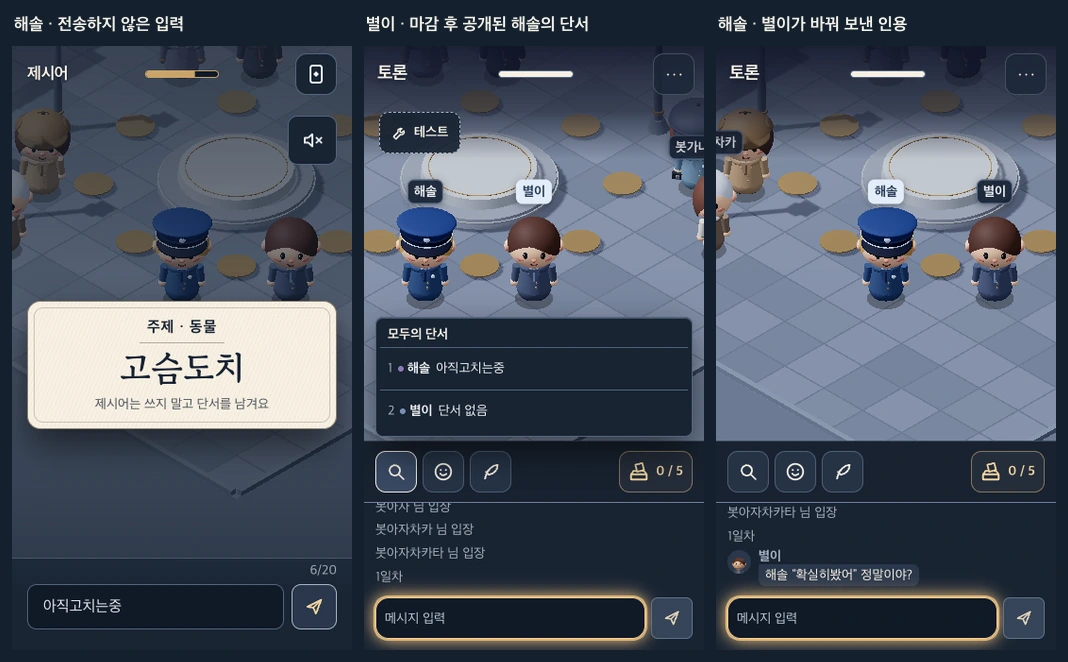 해솔 · 전송하지 않은 입력
제시어
주제 · 동물
고슴도치
제시어는 쓰지 말고 단서를 남겨요
6/20
아직고치는중
별이 · 마감 후 공개된 해솔의 단서
토론
...
테스트
봇가나
해솔
별이
모두의 단서
1 해솔 아직고치는중
2 별이 단서 없음
0 / 5
봇아자 님 입장
봇아자차카 님 입장
봇아자차카타 님 입장
1일차
메시지 입력
해솔 · 별이가 바꿔 보낸 인용
토론
...
차카
해솔
별이
0 / 5
봇아자차카타 님 입장
1일차
별이
해솔 "확실히봤어" 정말이야?
메시지 입력